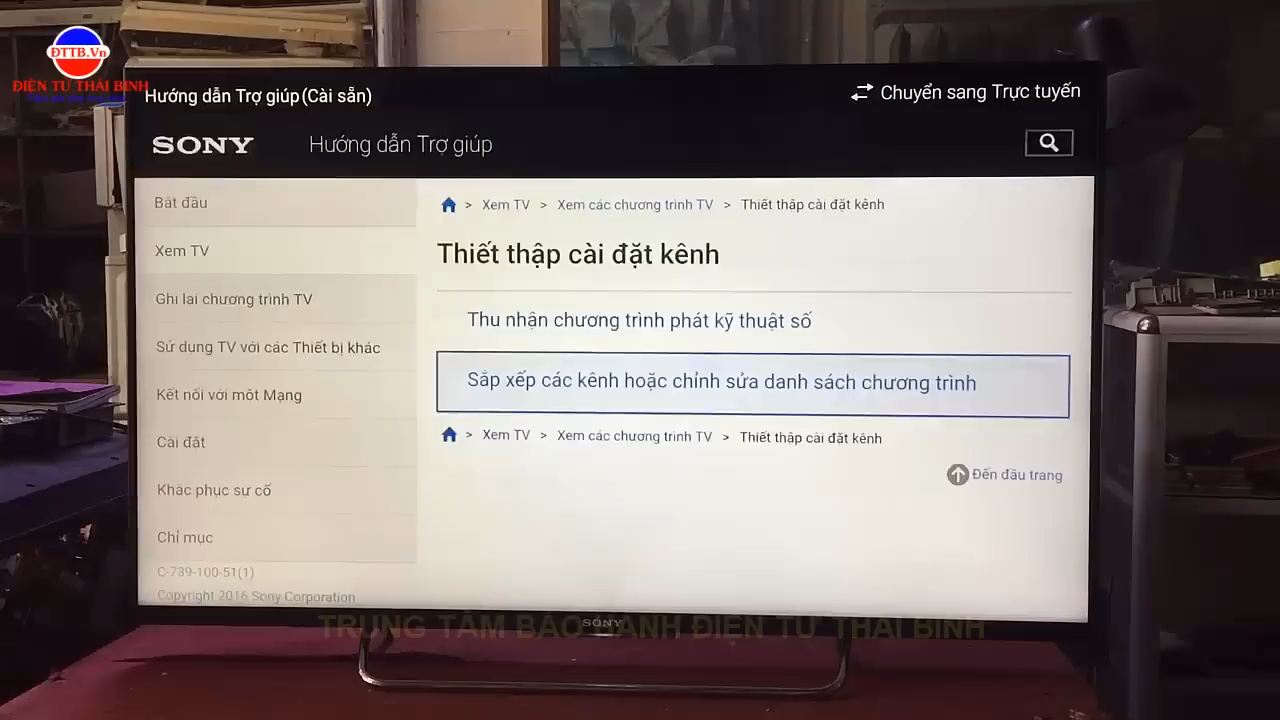 ĐTTB.Vn
ĐIỆN TỬ THÁI BÌNH
Hướng dẫn Trợ giúp(Cài sẵn)
Chuyển sang Trực tuyến
SONY
Hướng dẫn Trợ giúp
Bắt đầu
Xem TV
Ghi lại chương trình TV
Sử dụng TV với các Thiết bị khác
Kết nối với một Mạng
Cài đặt
Khắc phục sự cố
Chỉ mục
C-739-100-51(1)
Copyright 2016 Sony Corporation
> Xem TV > Xem các chương trình TV > Thiết thập cài đặt kênh
Thiết thập cài đặt kênh
Thu nhận chương trình phát kỹ thuật số
Sắp xếp các kênh hoặc chỉnh sửa danh sách chương trình
> Xem TV > Xem các chương trình TV > Thiết thập cài đặt kênh
Đến đầu trang
SONY
TRUNG TÂM BẢO HÀNH ĐIỆN TỬ THÁI BÌNH